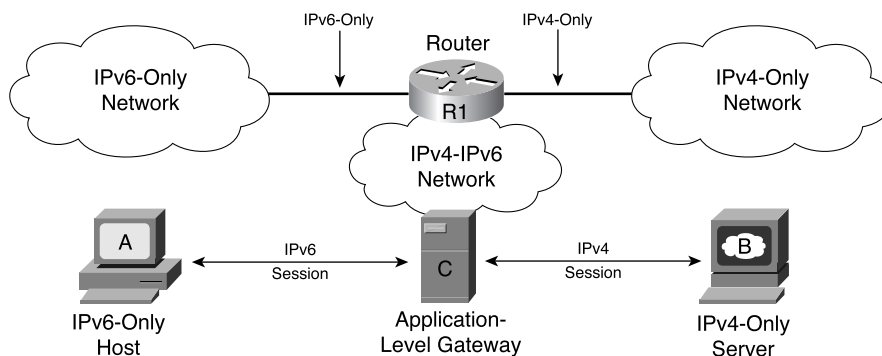 IPv6-Only
IPv4-Only
Router
IPv6-Only
Network
R1
IPv4-Only
Network
IPv4-IPv6
Network
A
IPv6
Session
C
IPv4
Session
B
IPv6-Only
Host
Application-
Level Gateway
IPv4-Only
Server